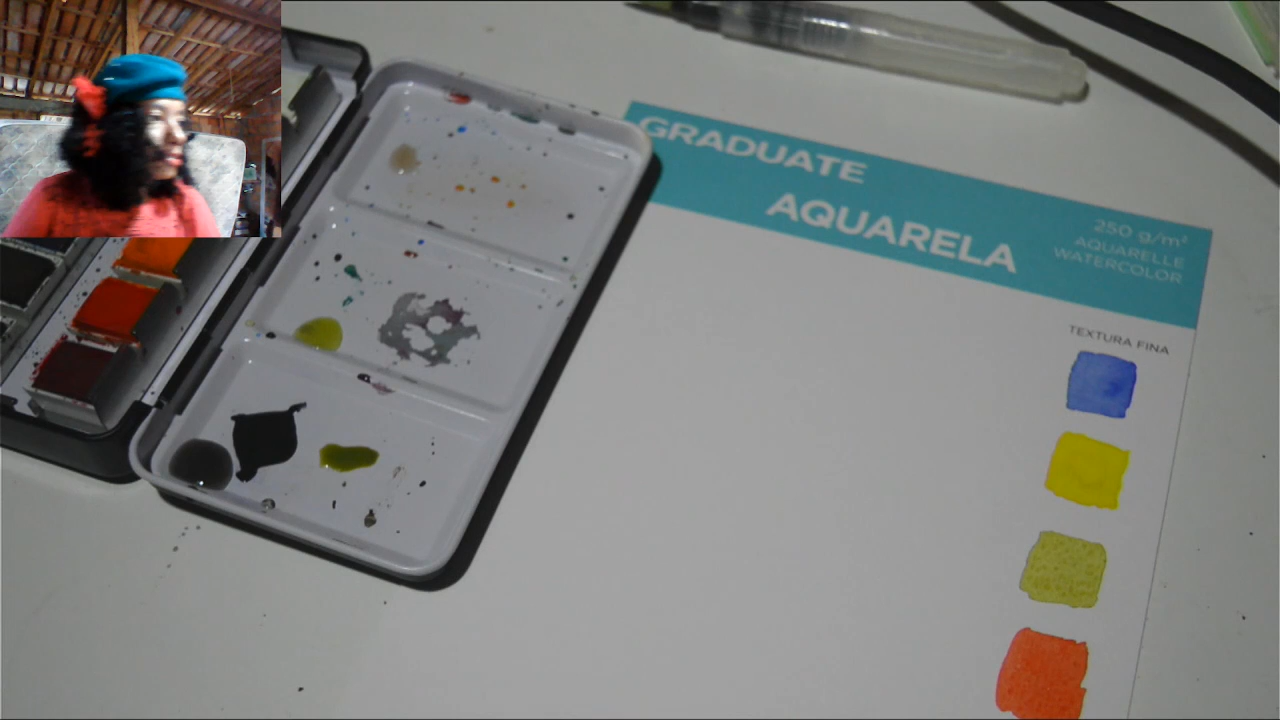 GRADUATE
AQUARELA
250 g/m²
AQUARELLE
WATERCOLOR
TEXTURA FINA